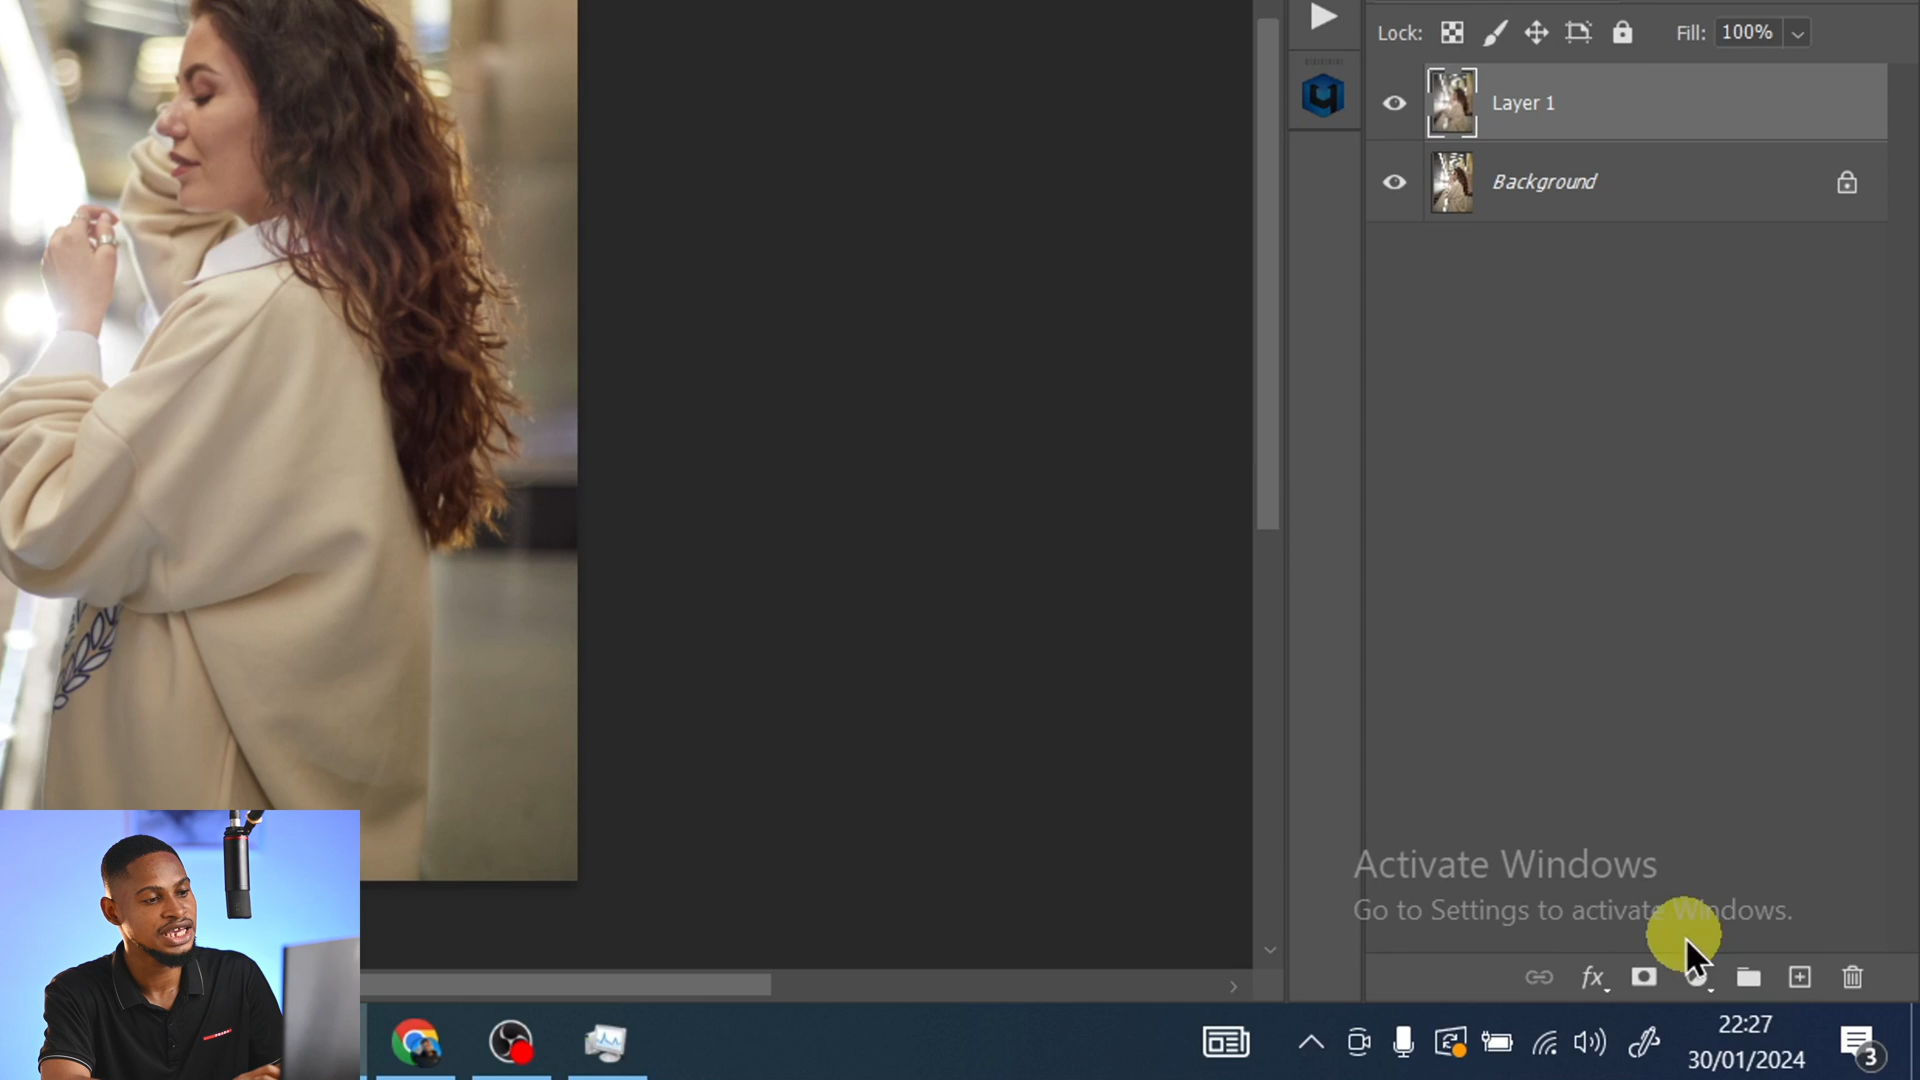 Lock:
Fill: 100%
Layer 1
Background
Activate Windows
Go to Settings to activate Windows.
fx
22:27
30/01/2024
3